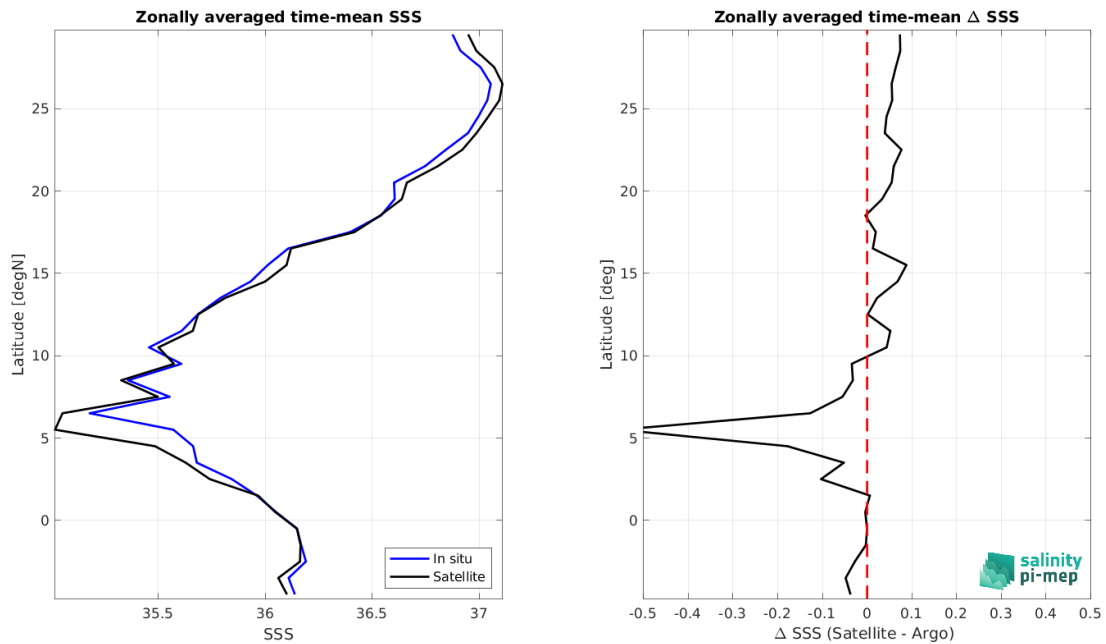 Zonally averaged time-mean SSS
Latitude [degN]
25
20
15
10
5
0
35.5
36
36.5
37
SSS
In situ
Satellite
Zonally averaged time-mean Δ SSS
Latitude [deg]
25
20
15
10
5
0
-0.5
-0.4
-0.3
-0.2
-0.1
0
0.1
0.2
0.3
0.4
0.5
Δ SSS (Satellite - Argo)
salinity
pi-mep